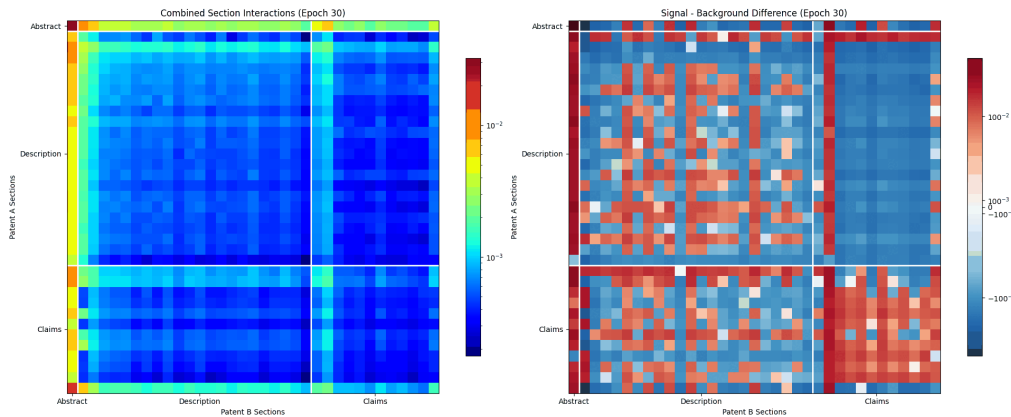 Combined Section Interactions (Epoch 30)
Abstract
Description
Claims
Patent A Sections
Abstract
Description
Claims
Patent B Sections
10⁻²
10⁻³
Signal - Background Difference (Epoch 30)
Abstract
Description
Claims
Patent A Sections
Abstract
Description
Claims
Patent B Sections
10⁻²
10⁻³
0
−10⁻
−10⁻